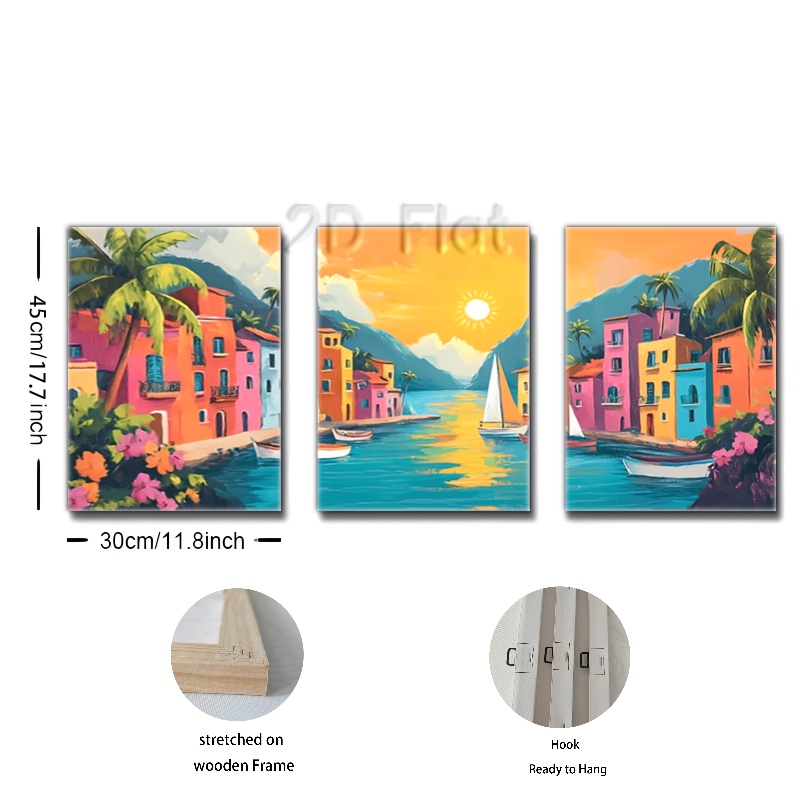 2D Flat
45cm/17.7inch
30cm/11.8inch
stretched on
wooden Frame
Hook
Ready to Hang